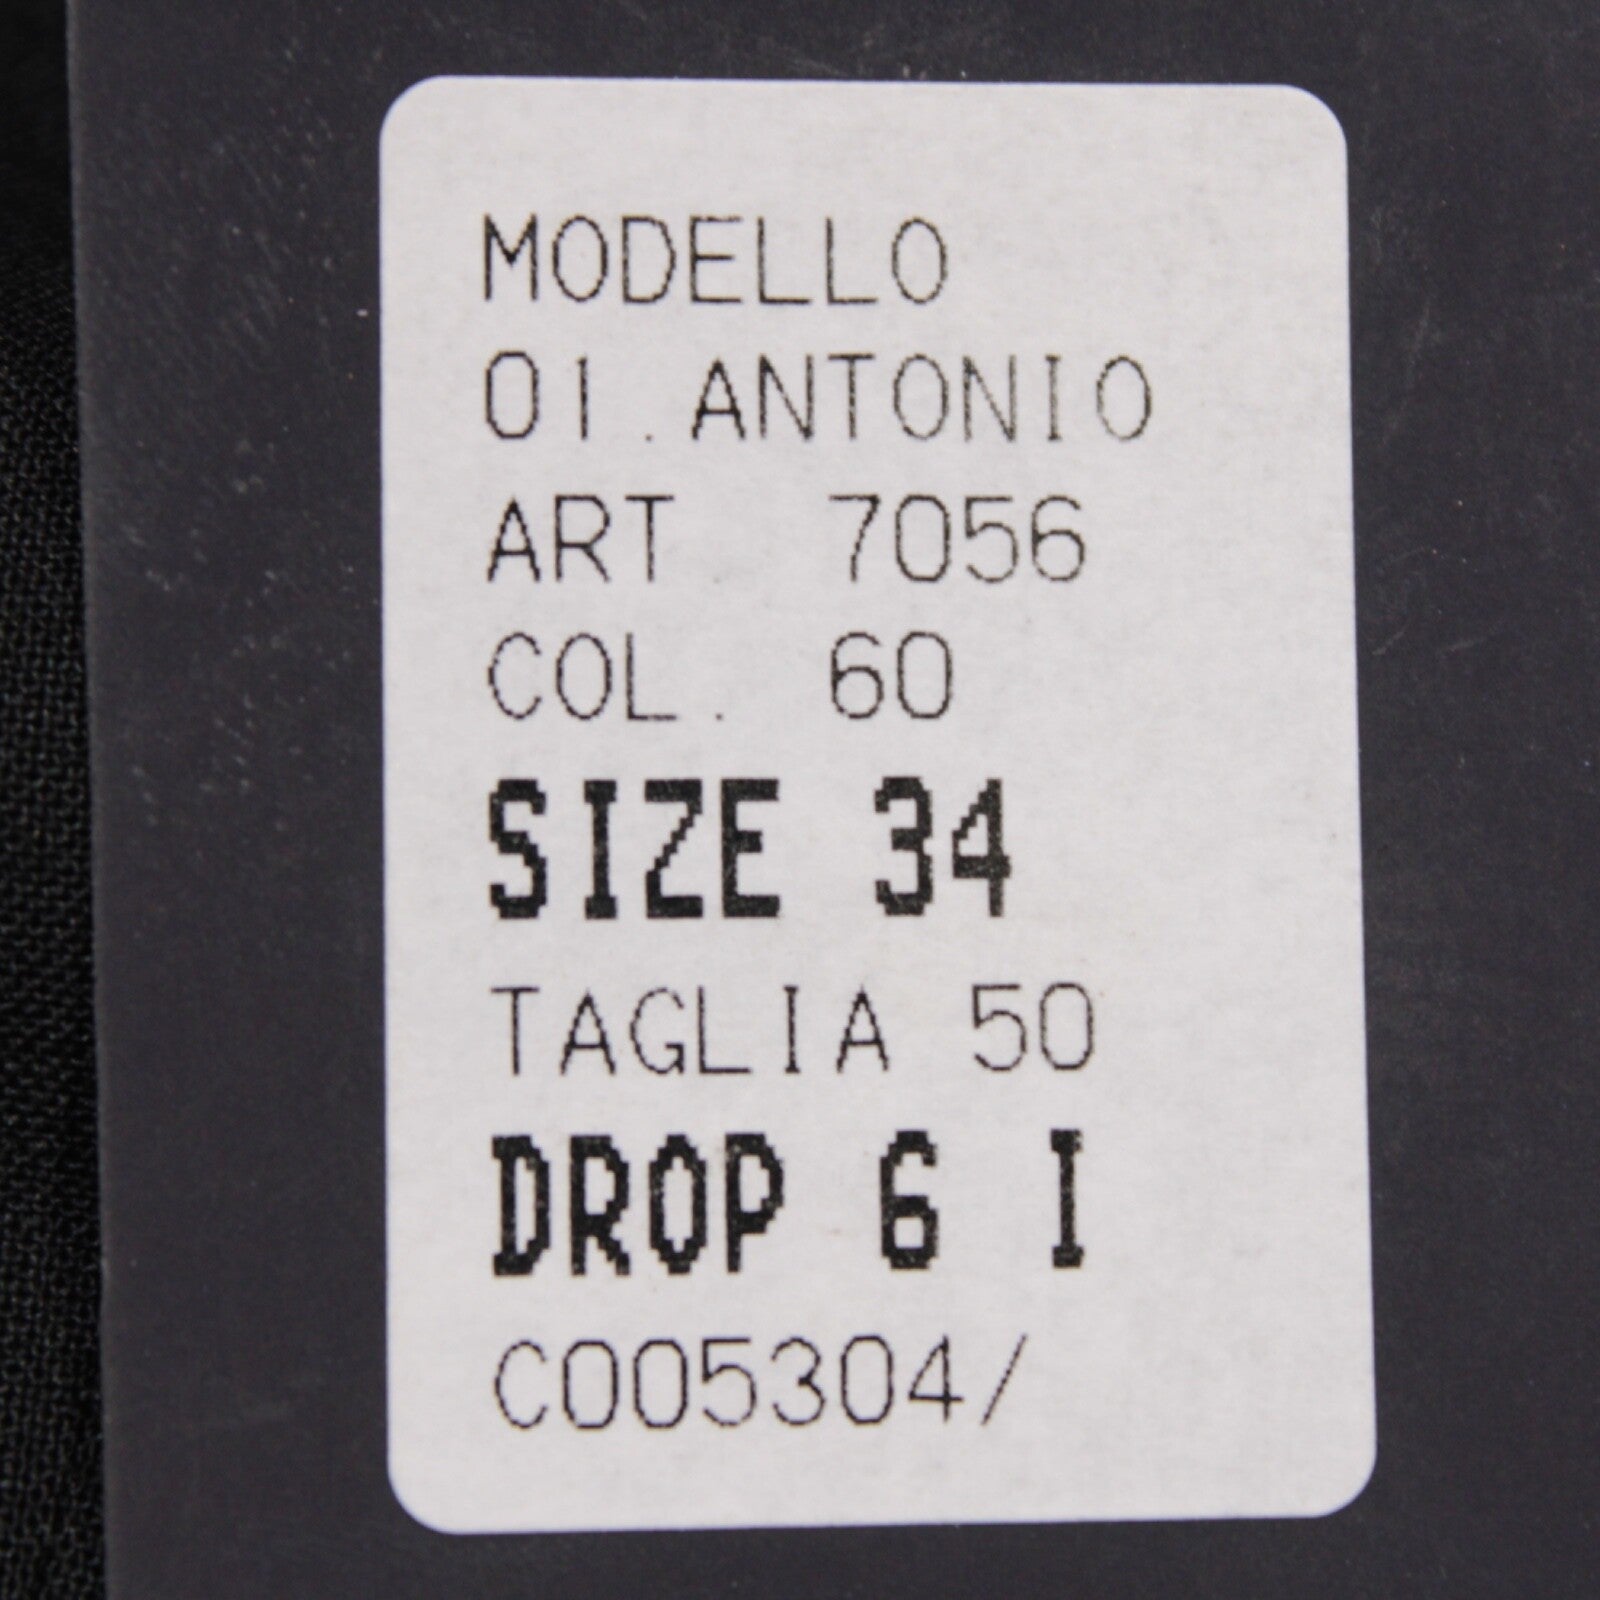 MODELLO
01.ANTONIO
ART 7056
COL. 60
SIZE 34
TAGLIA 50
DROP 6 I
C005304/